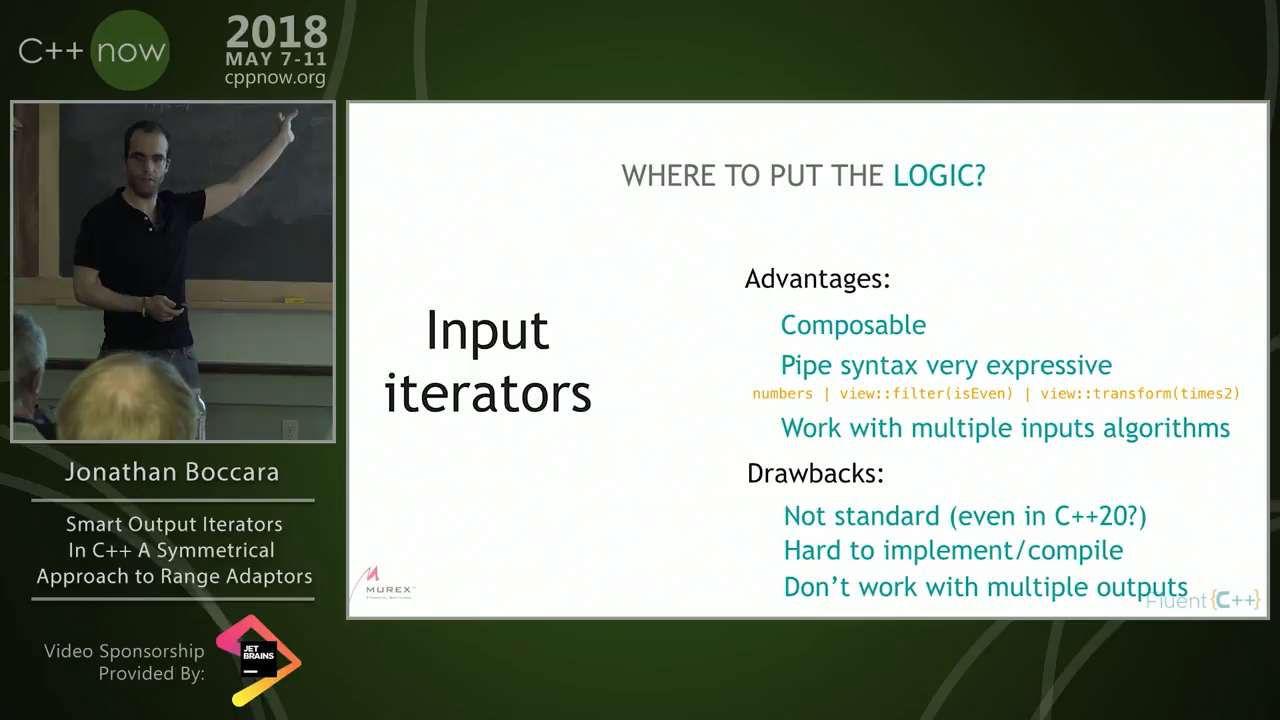 C++ now
2018
MAY 7-11
cppnow.org
WHERE TO PUT THE LOGIC?
Input
iterators
Advantages:
Composable
Pipe syntax very expressive
numbers | view::filter(isEven) | view::transform(times2)
Work with multiple inputs algorithms
Drawbacks:
Not standard (even in C++20?)
Hard to implement/compile
Don’t work with multiple outputs
MUREX
Fluent {C++}
Jonathan Boccara
Smart Output Iterators
In C++ A Symmetrical
Approach to Range Adaptors
Video Sponsorship
Provided By:
JET
BRAINS